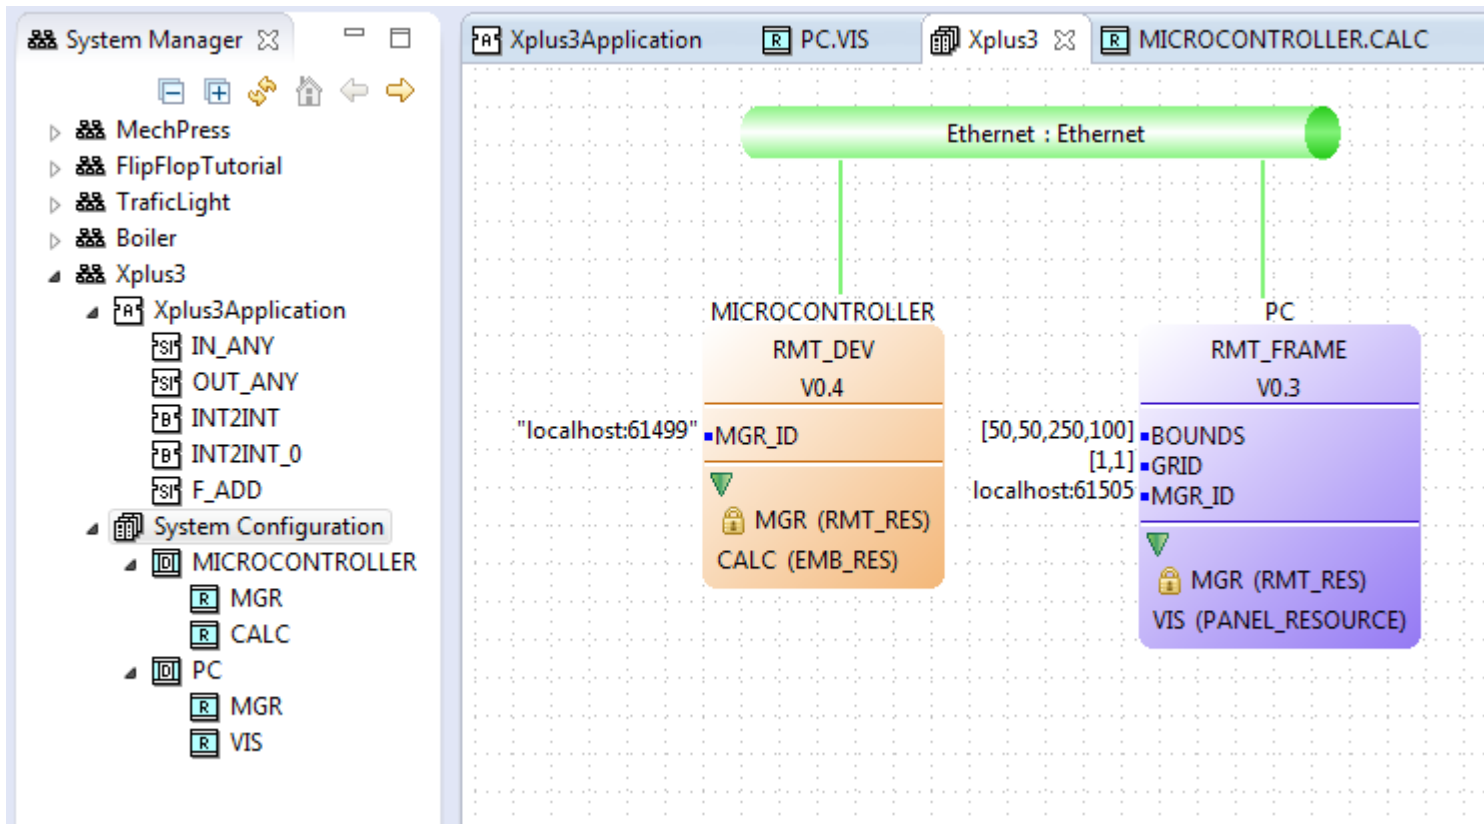 System Manager
MechPress
FlipFlopTutorial
TraficLight
Boiler
Xplus3
Xplus3Application
IN_ANY
OUT_ANY
INT2INT
INT2INT_0
F_ADD
System Configuration
MICROCONTROLLER
MGR
CALC
PC
MGR
VIS
Xplus3Application
PC.VIS
Xplus3
MICROCONTROLLER.CALC
Ethernet : Ethernet
MICROCONTROLLER
RMT_DEV
V0.4
"localhost:61499"
MGR_ID
MGR (RMT_RES)
CALC (EMB_RES)
PC
RMT_FRAME
V0.3
[50,50,250,100]
BOUNDS
[1,1]
GRID
localhost:61505
MGR_ID
MGR (RMT_RES)
VIS (PANEL_RESOURCE)